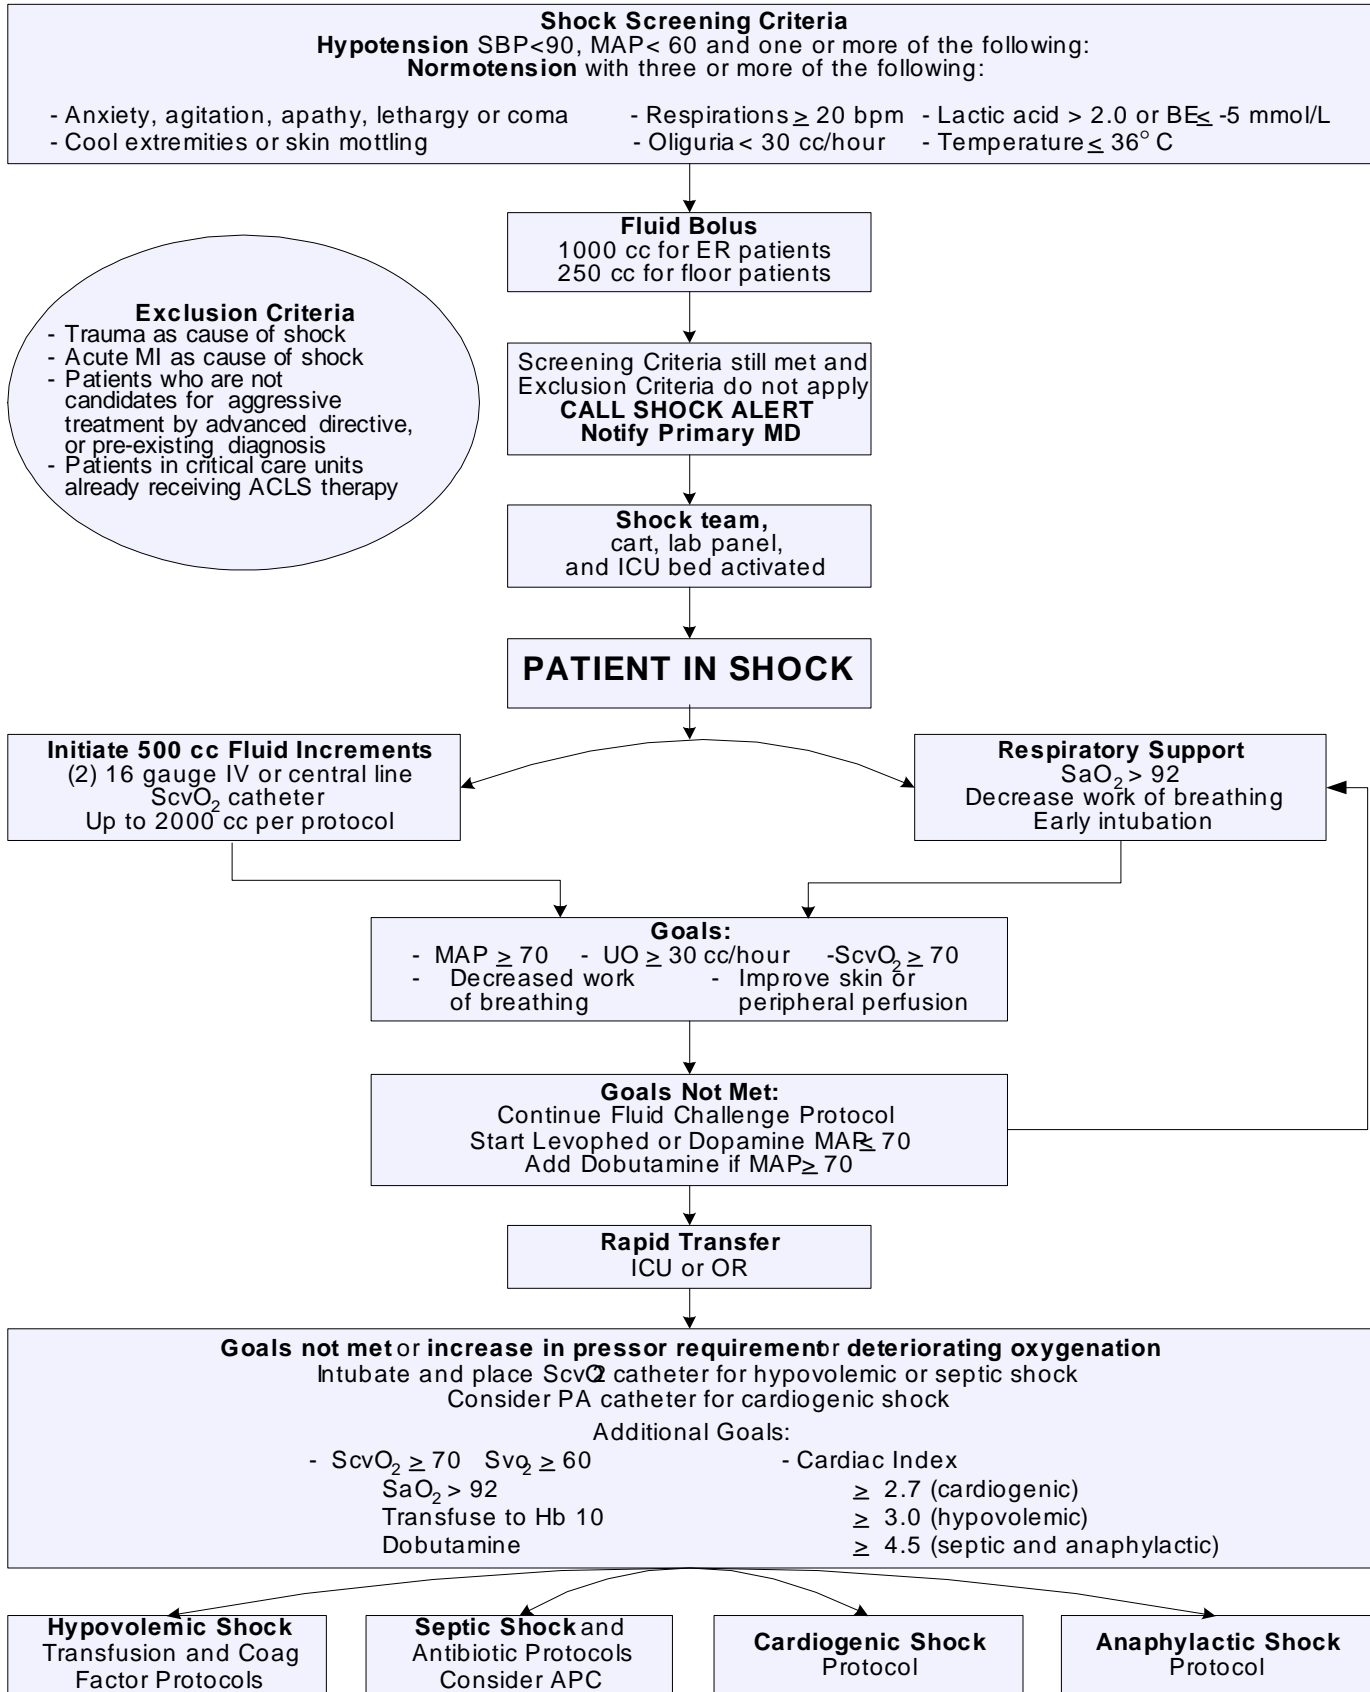 Shock Screening Criteria
Hypotension SBP<90, MAP< 60 and one or more of the following:
Normotension with three or more of the following:
- Anxiety, agitation, apathy, lethargy or coma
- Respirations ≥ 20 bpm
- Lactic acid > 2.0 or BE≤ -5 mmol/L
- Cool extremities or skin mottling
- Oliguria < 30 cc/hour
- Temperature ≤ 36° C
Fluid Bolus
1000 cc for ER patients
250 cc for floor patients
Exclusion Criteria
- Trauma as cause of shock
- Acute MI as cause of shock
- Patients who are not
candidates for aggressive
treatment by advanced directive,
or pre-existing diagnosis
- Patients in critical care units
already receiving ACLS therapy
Screening Criteria still met and
Exclusion Criteria do not apply
CALL SHOCK ALERT
Notify Primary MD
Shock team,
cart, lab panel,
and ICU bed activated
PATIENT IN SHOCK
Initiate 500 cc Fluid Increments
(2) 16 gauge IV or central line
ScvO₂ catheter
Up to 2000 cc per protocol
Respiratory Support
SaO₂ > 92
Decrease work of breathing
Early intubation
Goals:
- MAP ≥ 70 - UO ≥ 30 cc/hour -ScvO₂ ≥ 70
- Decreased work
of breathing
- Improve skin or
peripheral perfusion
Goals Not Met:
Continue Fluid Challenge Protocol
Start Levophed or Dopamine MAP≤ 70
Add Dobutamine if MAP≥ 70
Rapid Transfer
ICU or OR
Goals not met or increase in pressor requirement or deteriorating oxygenation
Intubate and place ScvO2 catheter for hypovolemic or septic shock
Consider PA catheter for cardiogenic shock
Additional Goals:
- ScvO₂ ≥ 70 Svo₂ ≥ 60
SaO₂ > 92
Transfuse to Hb 10
Dobutamine
- Cardiac Index
≥ 2.7 (cardiogenic)
≥ 3.0 (hypovolemic)
≥ 4.5 (septic and anaphylactic)
Hypovolemic Shock
Transfusion and Coag
Factor Protocols
Septic Shock and
Antibiotic Protocols
Consider APC
Cardiogenic Shock
Protocol
Anaphylactic Shock
Protocol